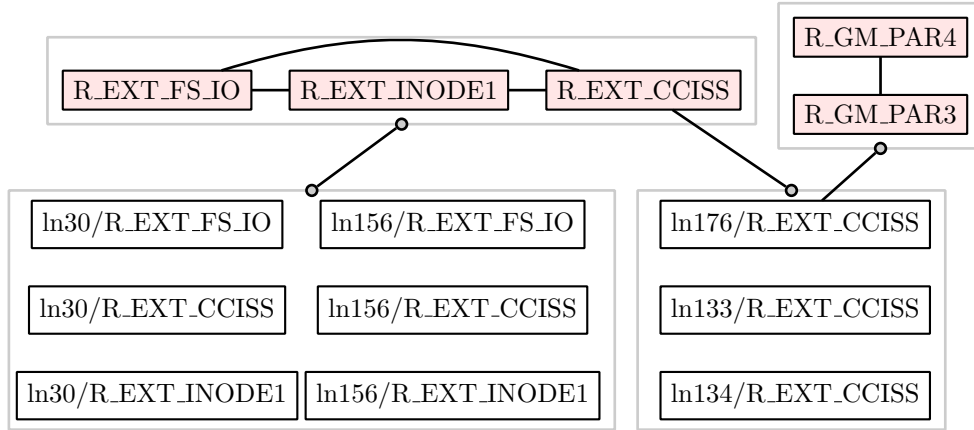 R_GM_PAR4
R_EXT_FS_IO R_EXT_INODE1 R_EXT_CCISS
R_GM_PAR3
ln30/R_EXT_FS_IO ln156/R_EXT_FS_IO ln176/R_EXT_CCISS
ln30/R_EXT_CCISS ln156/R_EXT_CCISS ln133/R_EXT_CCISS
ln30/R_EXT_INODE1 ln156/R_EXT_INODE1 ln134/R_EXT_CCISS